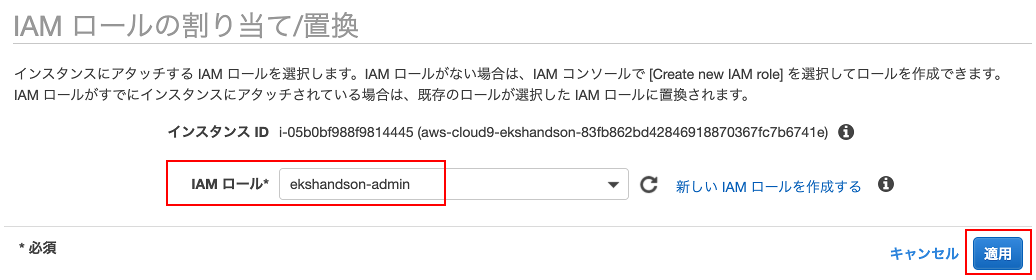 IAM ロールの割り当て/置換
インスタンスにアタッチする IAM ロールを選択します。IAM ロールがない場合は、IAM コンソールで [Create new IAM role] を選択してロールを作成できます。
IAM ロールがすでにインスタンスにアタッチされている場合は、既存のロールが選択した IAM ロールに置換されます。
インスタンス ID i-05b0bf988f9814445 (aws-cloud9-ekshandson-83fb862bd42846918870367fc7b6741e)
IAM ロール* ekshandson-admin 新しい IAM ロールを作成する
* 必須 キャンセル 適用